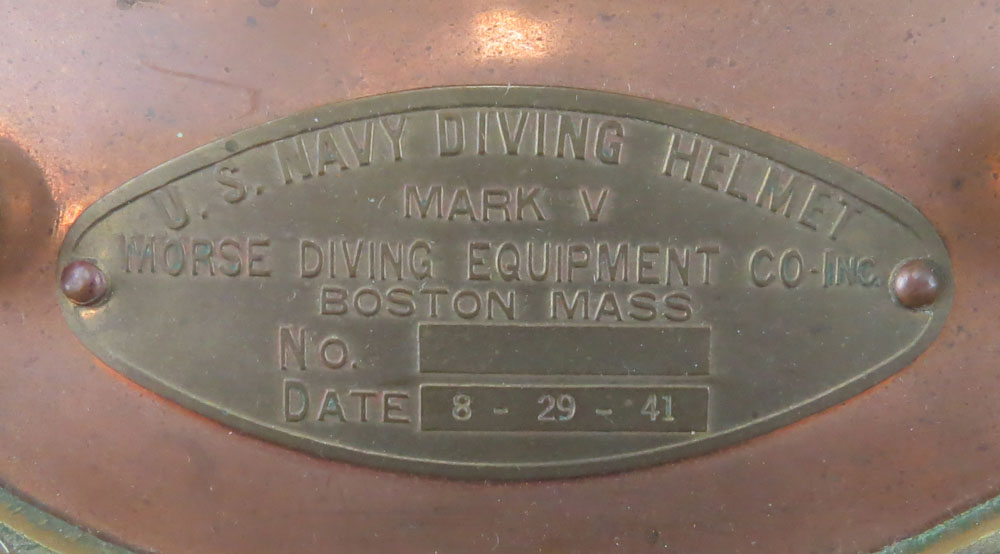 U. S. NAVY DIVING HELMET
MARK V
MORSE DIVING EQUIPMENT CO-INC.
BOSTON MASS
No.
DATE 8 - 29 - 41